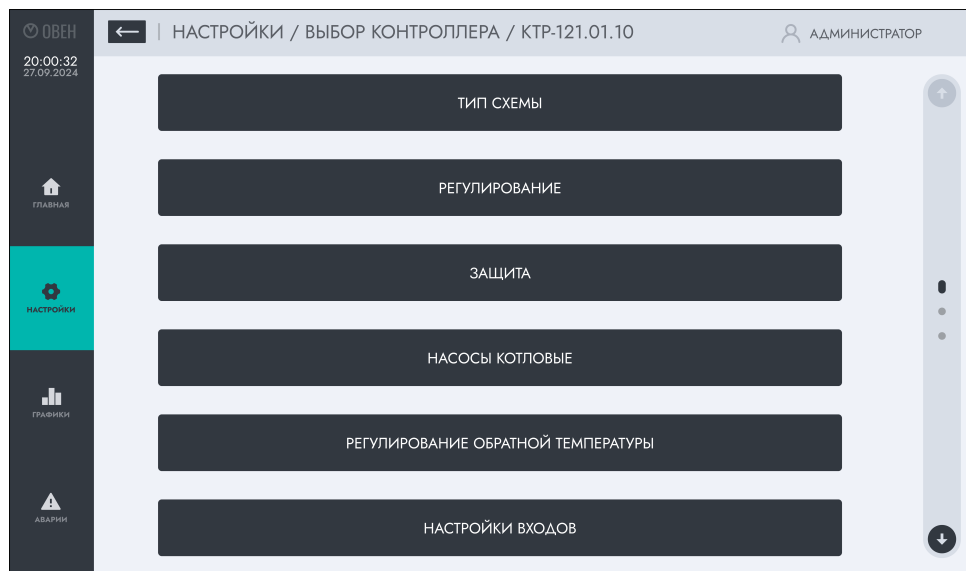 ОВЕН
20:00:32
27.09.2024
НАСТРОЙКИ / ВЫБОР КОНТРОЛЛЕРА / КТР-121.01.10
АДМИНИСТРАТОР
ТИП СХЕМЫ
ГЛАВНАЯ
РЕГУЛИРОВАНИЕ
НАСТРОЙКИ
ЗАЩИТА
НАСОСЫ КОТЛОВЫЕ
ГРАФИКИ
РЕГУЛИРОВАНИЕ ОБРАТНОЙ ТЕМПЕРАТУРЫ
АВАРИИ
НАСТРОЙКИ ВХОДОВ